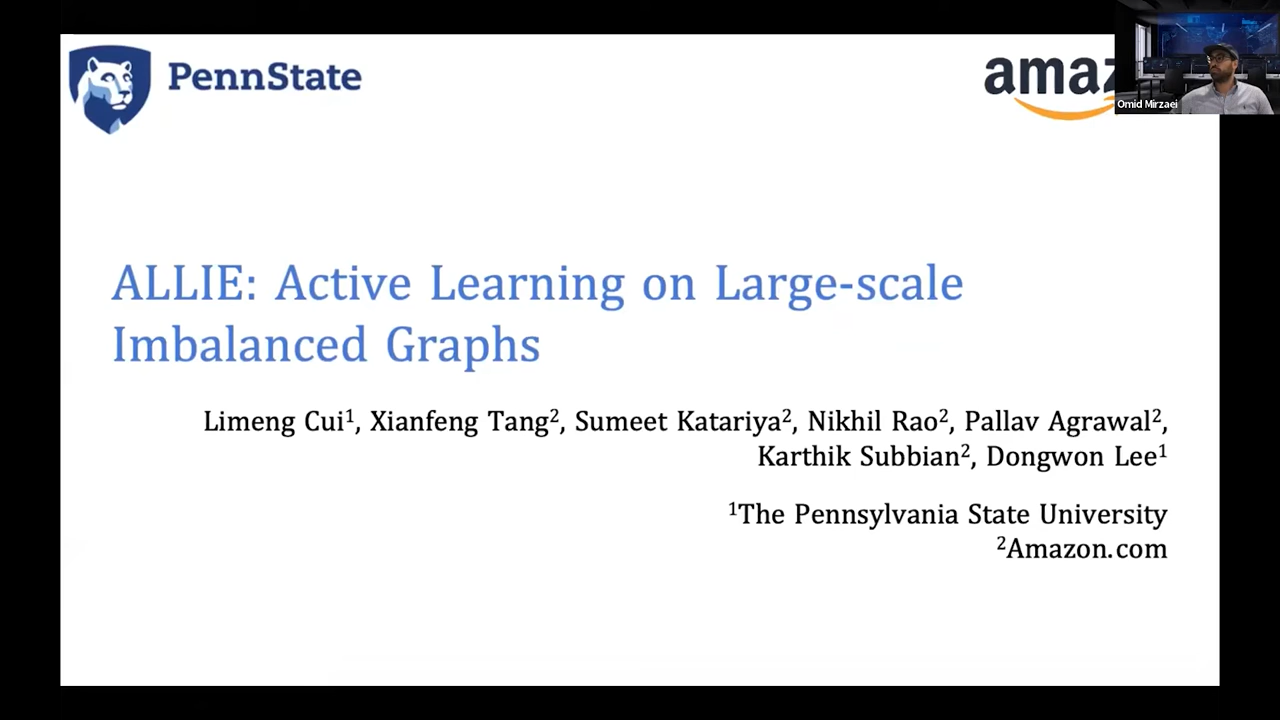 PennState
amaz
Omid Mirzaei
ALLIE: Active Learning on Large-scale
Imbalanced Graphs
Limeng Cui1, Xianfeng Tang2, Sumeet Katariya2, Nikhil Rao2, Pallav Agrawal2,
Karthik Subbian2, Dongwon Lee1
1The Pennsylvania State University
2Amazon.com